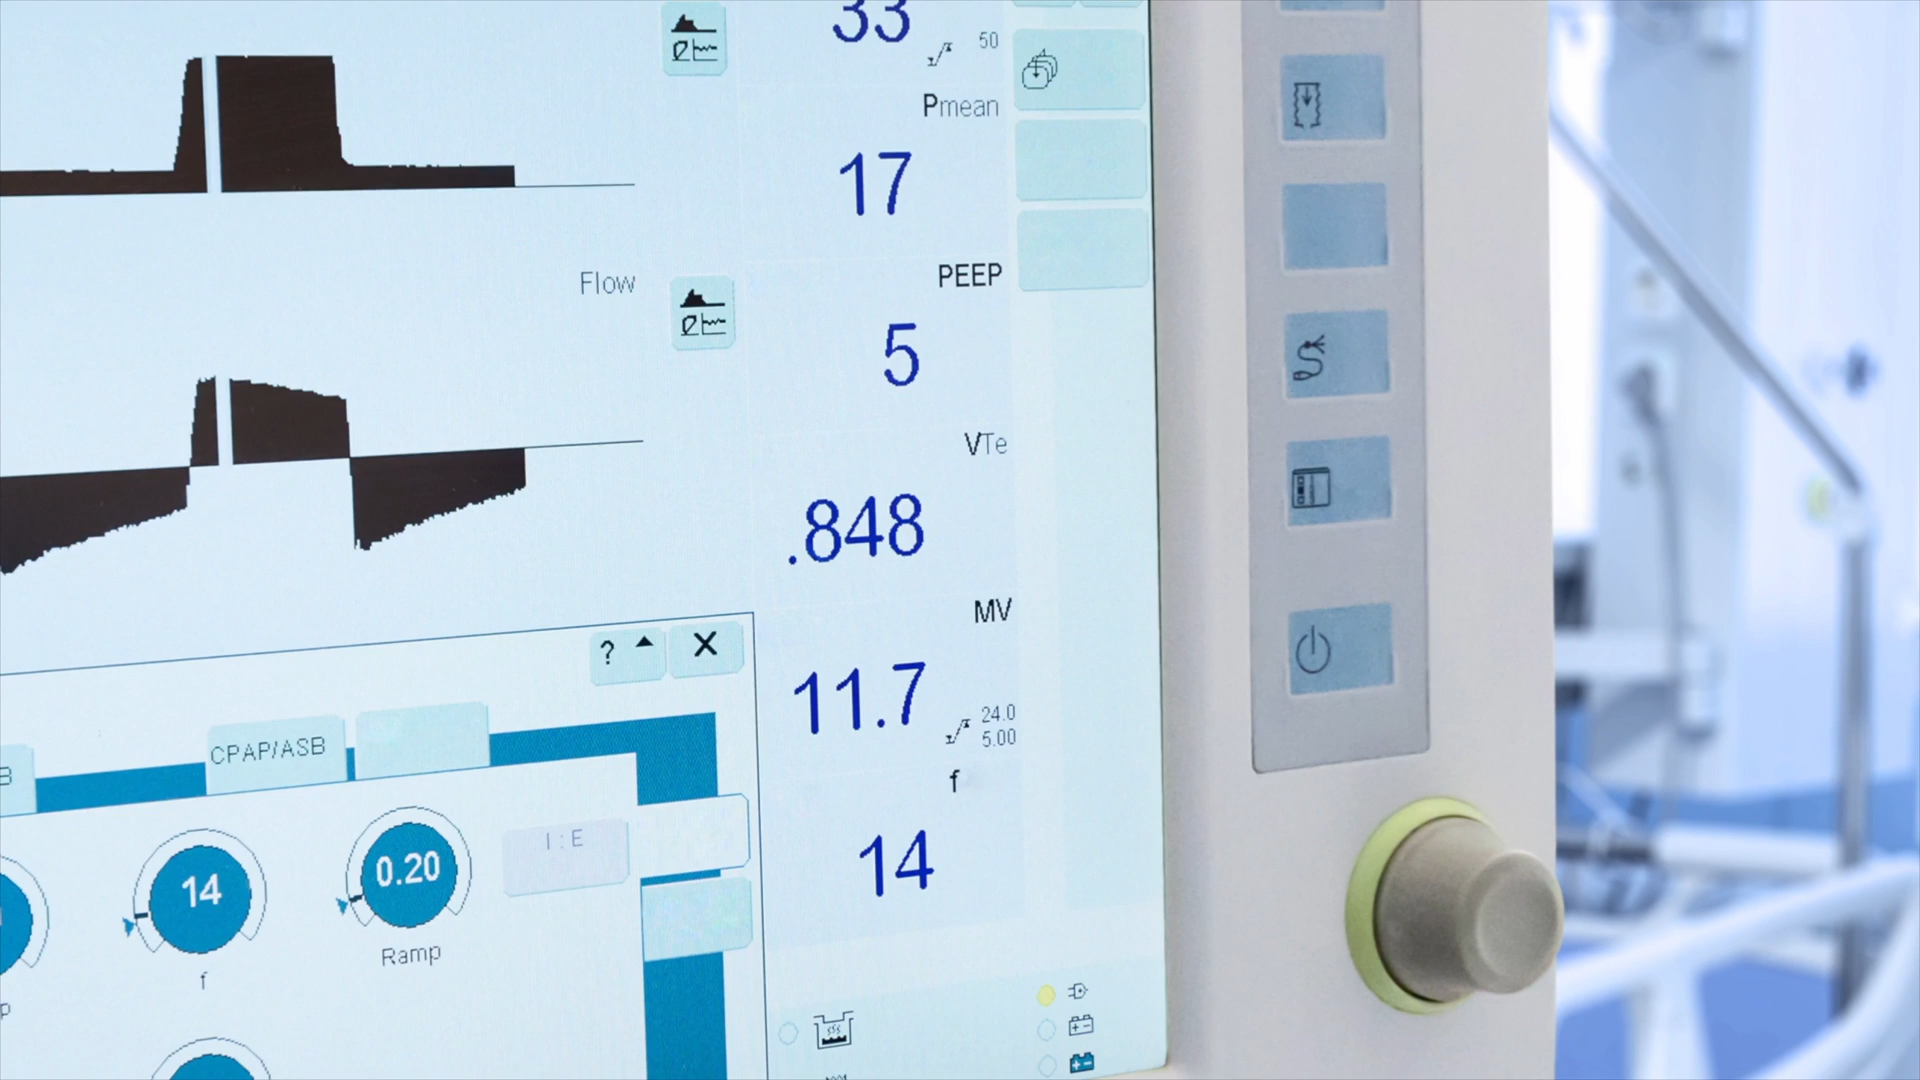 33
50
Pmean
17
PEEP
5
Flow
VTe
.848
MV
11.7
24.0
5.00
f
14
? X
B
CPAP/ASB
14
0.20
I : E
f
Ramp
p